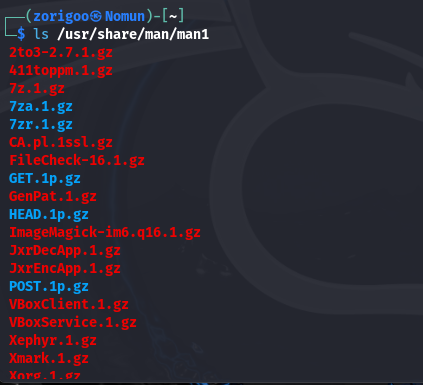 (zorigoo㉿Nomun)-[~]
$ ls /usr/share/man/man1
2to3-2.7.1.gz
411toppm.1.gz
7z.1.gz
7za.1.gz
7zr.1.gz
CA.pl.1ssl.gz
FileCheck-16.1.gz
GET.1p.gz
GenPat.1.gz
HEAD.1p.gz
ImageMagick-im6.q16.1.gz
JxrDecApp.1.gz
JxrEncApp.1.gz
POST.1p.gz
VBoxClient.1.gz
VBoxService.1.gz
Xephyr.1.gz
Xmark.1.gz
Xorg.1.gz